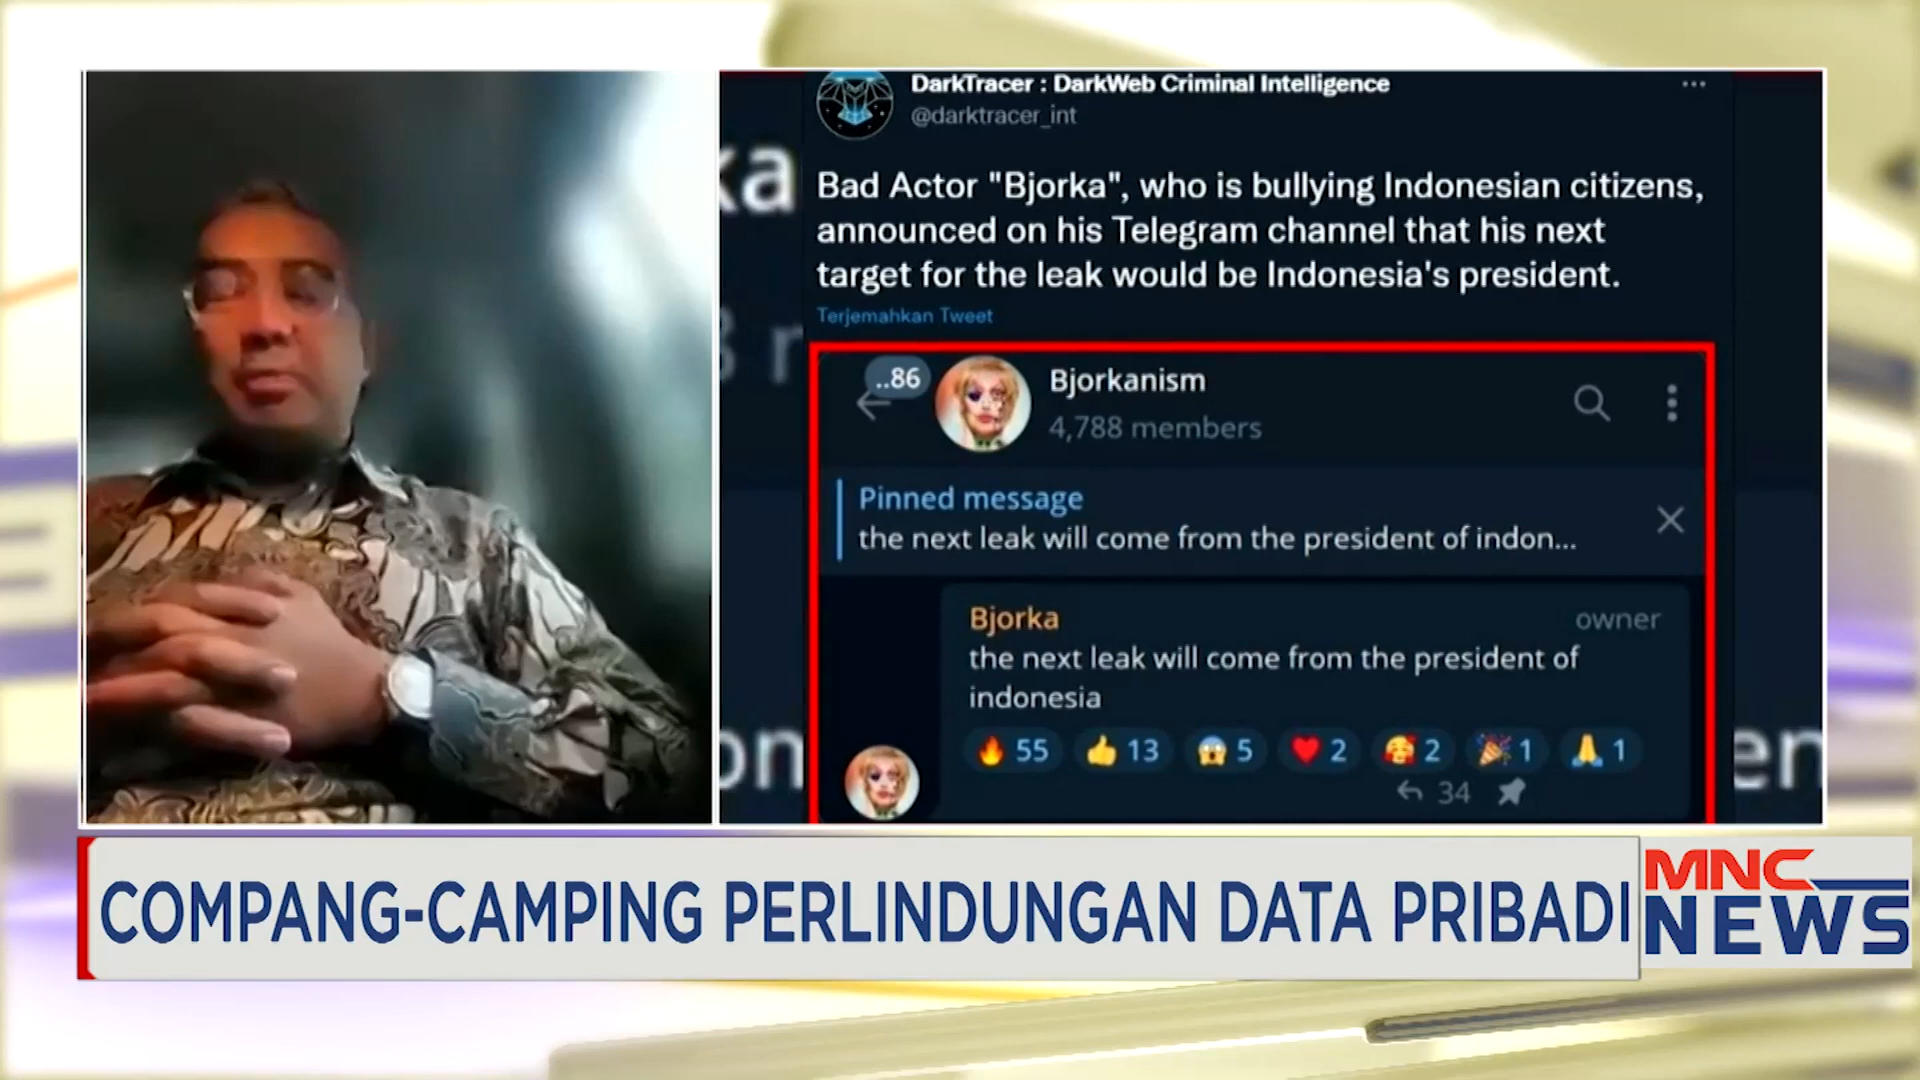 DarkTracer : DarkWeb Criminal Intelligence
@darktracer_int
Bad Actor "Bjorka", who is bullying Indonesian citizens,
announced on his Telegram channel that his next
target for the leak would be Indonesia's president.
Terjemahkan Tweet
..86
Bjorkanism
4,788 members
Pinned message
the next leak will come from the president of indon...
Bjorka
owner
the next leak will come from the president of
indonesia
55 13 5 2 2 1 1
34
COMPANG-CAMPING PERLINDUNGAN DATA PRIBADI
MNC
NEWS